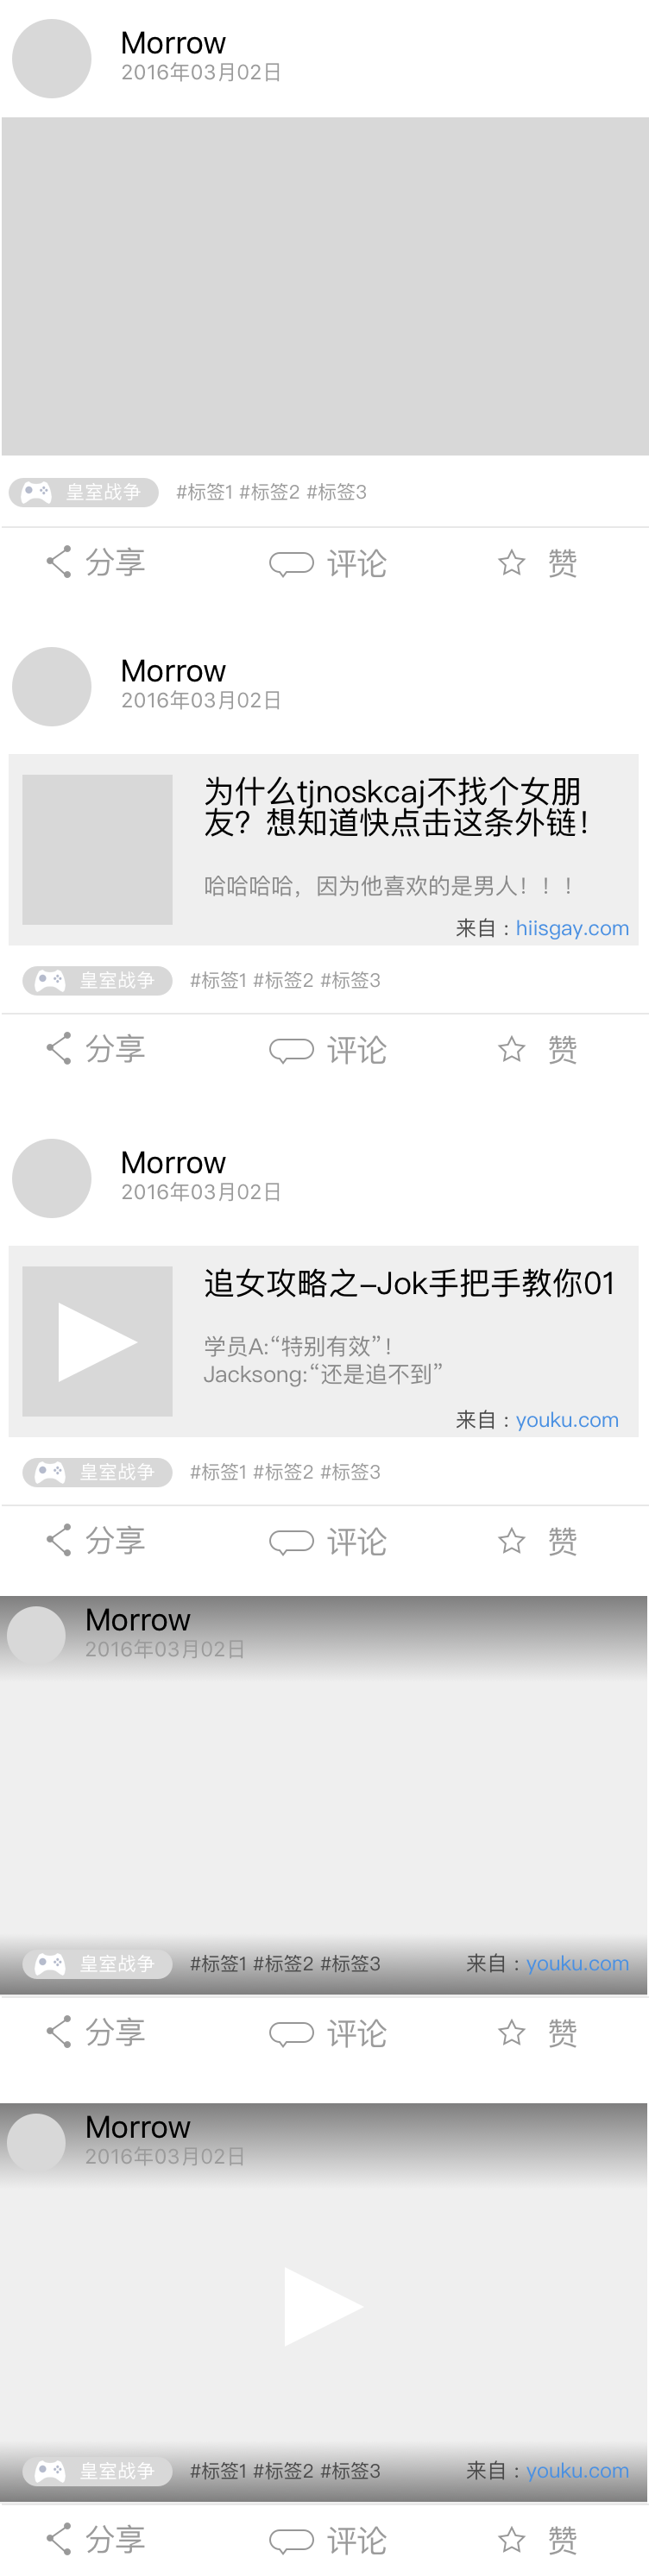 Morrow
2016年03月02日
皇室战争 #标签1 #标签2 #标签3
分享 评论 赞
Morrow
2016年03月02日
为什么tjnoskcaj不找个女朋
友？想知道快点击这条外链！
哈哈哈哈，因为他喜欢的是男人！！！
来自：hiisgay.com
皇室战争 #标签1 #标签2 #标签3
分享 评论 赞
Morrow
2016年03月02日
追女攻略之-Jok手把手教你01
学员A:“特别有效”！
Jacksong:“还是追不到”
来自：youku.com
皇室战争 #标签1 #标签2 #标签3
分享 评论 赞
Morrow
2016年03月02日
皇室战争 #标签1 #标签2 #标签3 来自：youku.com
分享 评论 赞
Morrow
2016年03月02日
皇室战争 #标签1 #标签2 #标签3 来自：youku.com
分享 评论 赞